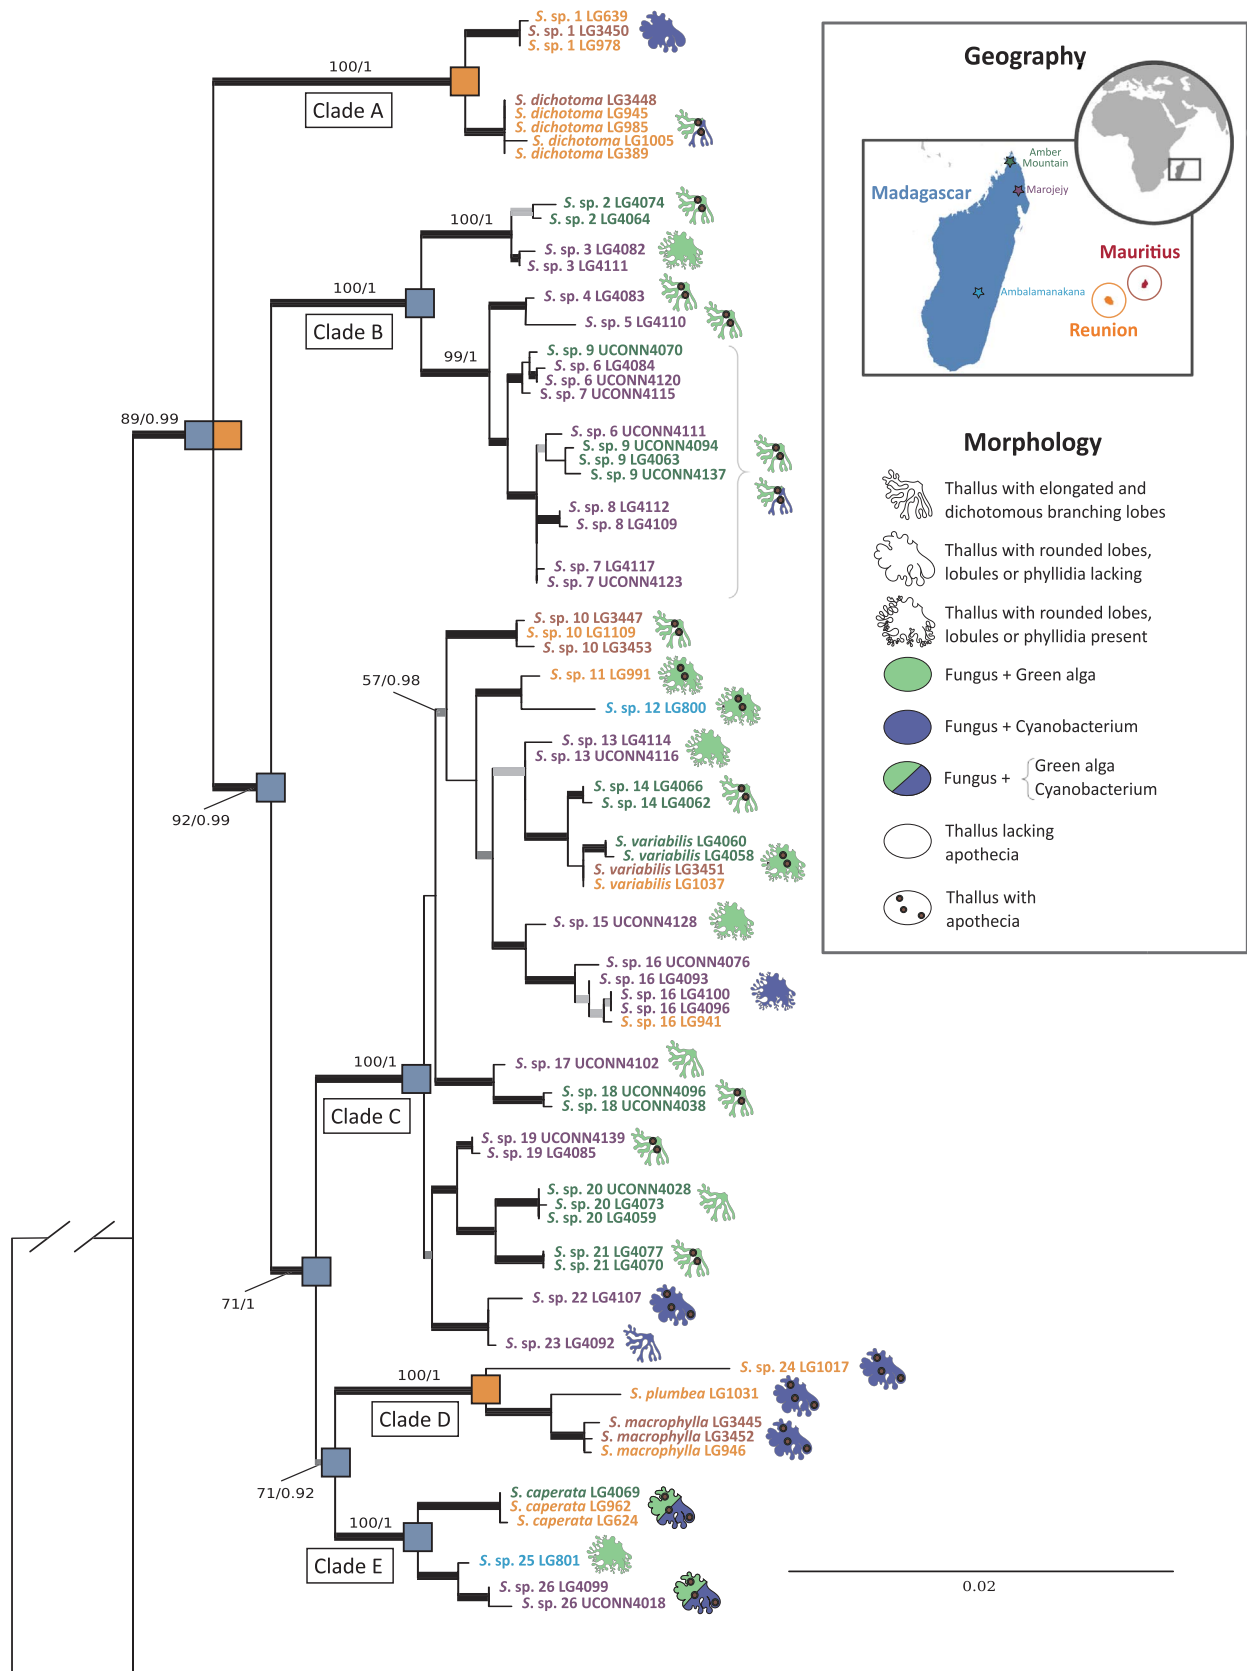 S. sp. 1 LG639
S. sp. 1 LG3450
S. sp. 1 LG978
100/1
Clade A
S. dichotoma LG3448
S. dichotoma LG945
S. dichotoma LG985
S. dichotoma LG1005
S. dichotoma LG389
S. sp. 2 LG4074
S. sp. 2 LG4064
100/1
S. sp. 3 LG4082
S. sp. 3 LG4111
100/1
Clade B
S. sp. 4 LG4083
S. sp. 5 LG4110
99/1
S. sp. 9 UCONN4070
S. sp. 6 LG4084
S. sp. 6 UCONN4120
S. sp. 7 UCONN4115
89/0.99
S. sp. 6 UCONN4111
S. sp. 9 UCONN4094
S. sp. 9 LG4063
S. sp. 9 UCONN4137
S. sp. 8 LG4112
S. sp. 8 LG4109
S. sp. 7 LG4117
S. sp. 7 UCONN4123
S. sp. 10 LG3447
S. sp. 10 LG1109
S. sp. 10 LG3453
57/0.98
S. sp. 11 LG991
S. sp. 12 LG800
S. sp. 13 LG4114
S. sp. 13 UCONN4116
S. sp. 14 LG4066
S. sp. 14 LG4062
92/0.99
S. variabilis LG4060
S. variabilis LG4058
S. variabilis LG3451
S. variabilis LG1037
S. sp. 15 UCONN4128
S. sp. 16 UCONN4076
S. sp. 16 LG4093
S. sp. 16 LG4100
S. sp. 16 LG4096
S. sp. 16 LG941
100/1
Clade C
S. sp. 17 UCONN4102
S. sp. 18 UCONN4096
S. sp. 18 UCONN4038
S. sp. 19 UCONN4139
S. sp. 19 LG4085
S. sp. 20 UCONN4028
S. sp. 20 LG4073
S. sp. 20 LG4059
S. sp. 21 LG4077
S. sp. 21 LG4070
71/1
S. sp. 22 LG4107
S. sp. 23 LG4092
100/1
Clade D
S. sp. 24 LG1017
S. plumbea LG1031
S. macrophylla LG3445
S. macrophylla LG3452
S. macrophylla LG946
71/0.92
S. caperata LG4069
S. caperata LG962
S. caperata LG624
100/1
Clade E
S. sp. 25 LG801
S. sp. 26 LG4099
S. sp. 26 UCONN4018
0.02
Geography
Amber
Mountain
Madagascar
Marojejy
Mauritius
Ambalamanakana
Reunion
Morphology
Thallus with elongated and
dichotomous branching lobes
Thallus with rounded lobes,
lobules or phyllidia lacking
Thallus with rounded lobes,
lobules or phyllidia present
Fungus + Green alga
Fungus + Cyanobacterium
Fungus +
Green alga
Cyanobacterium
Thallus lacking
apothecia
Thallus with
apothecia